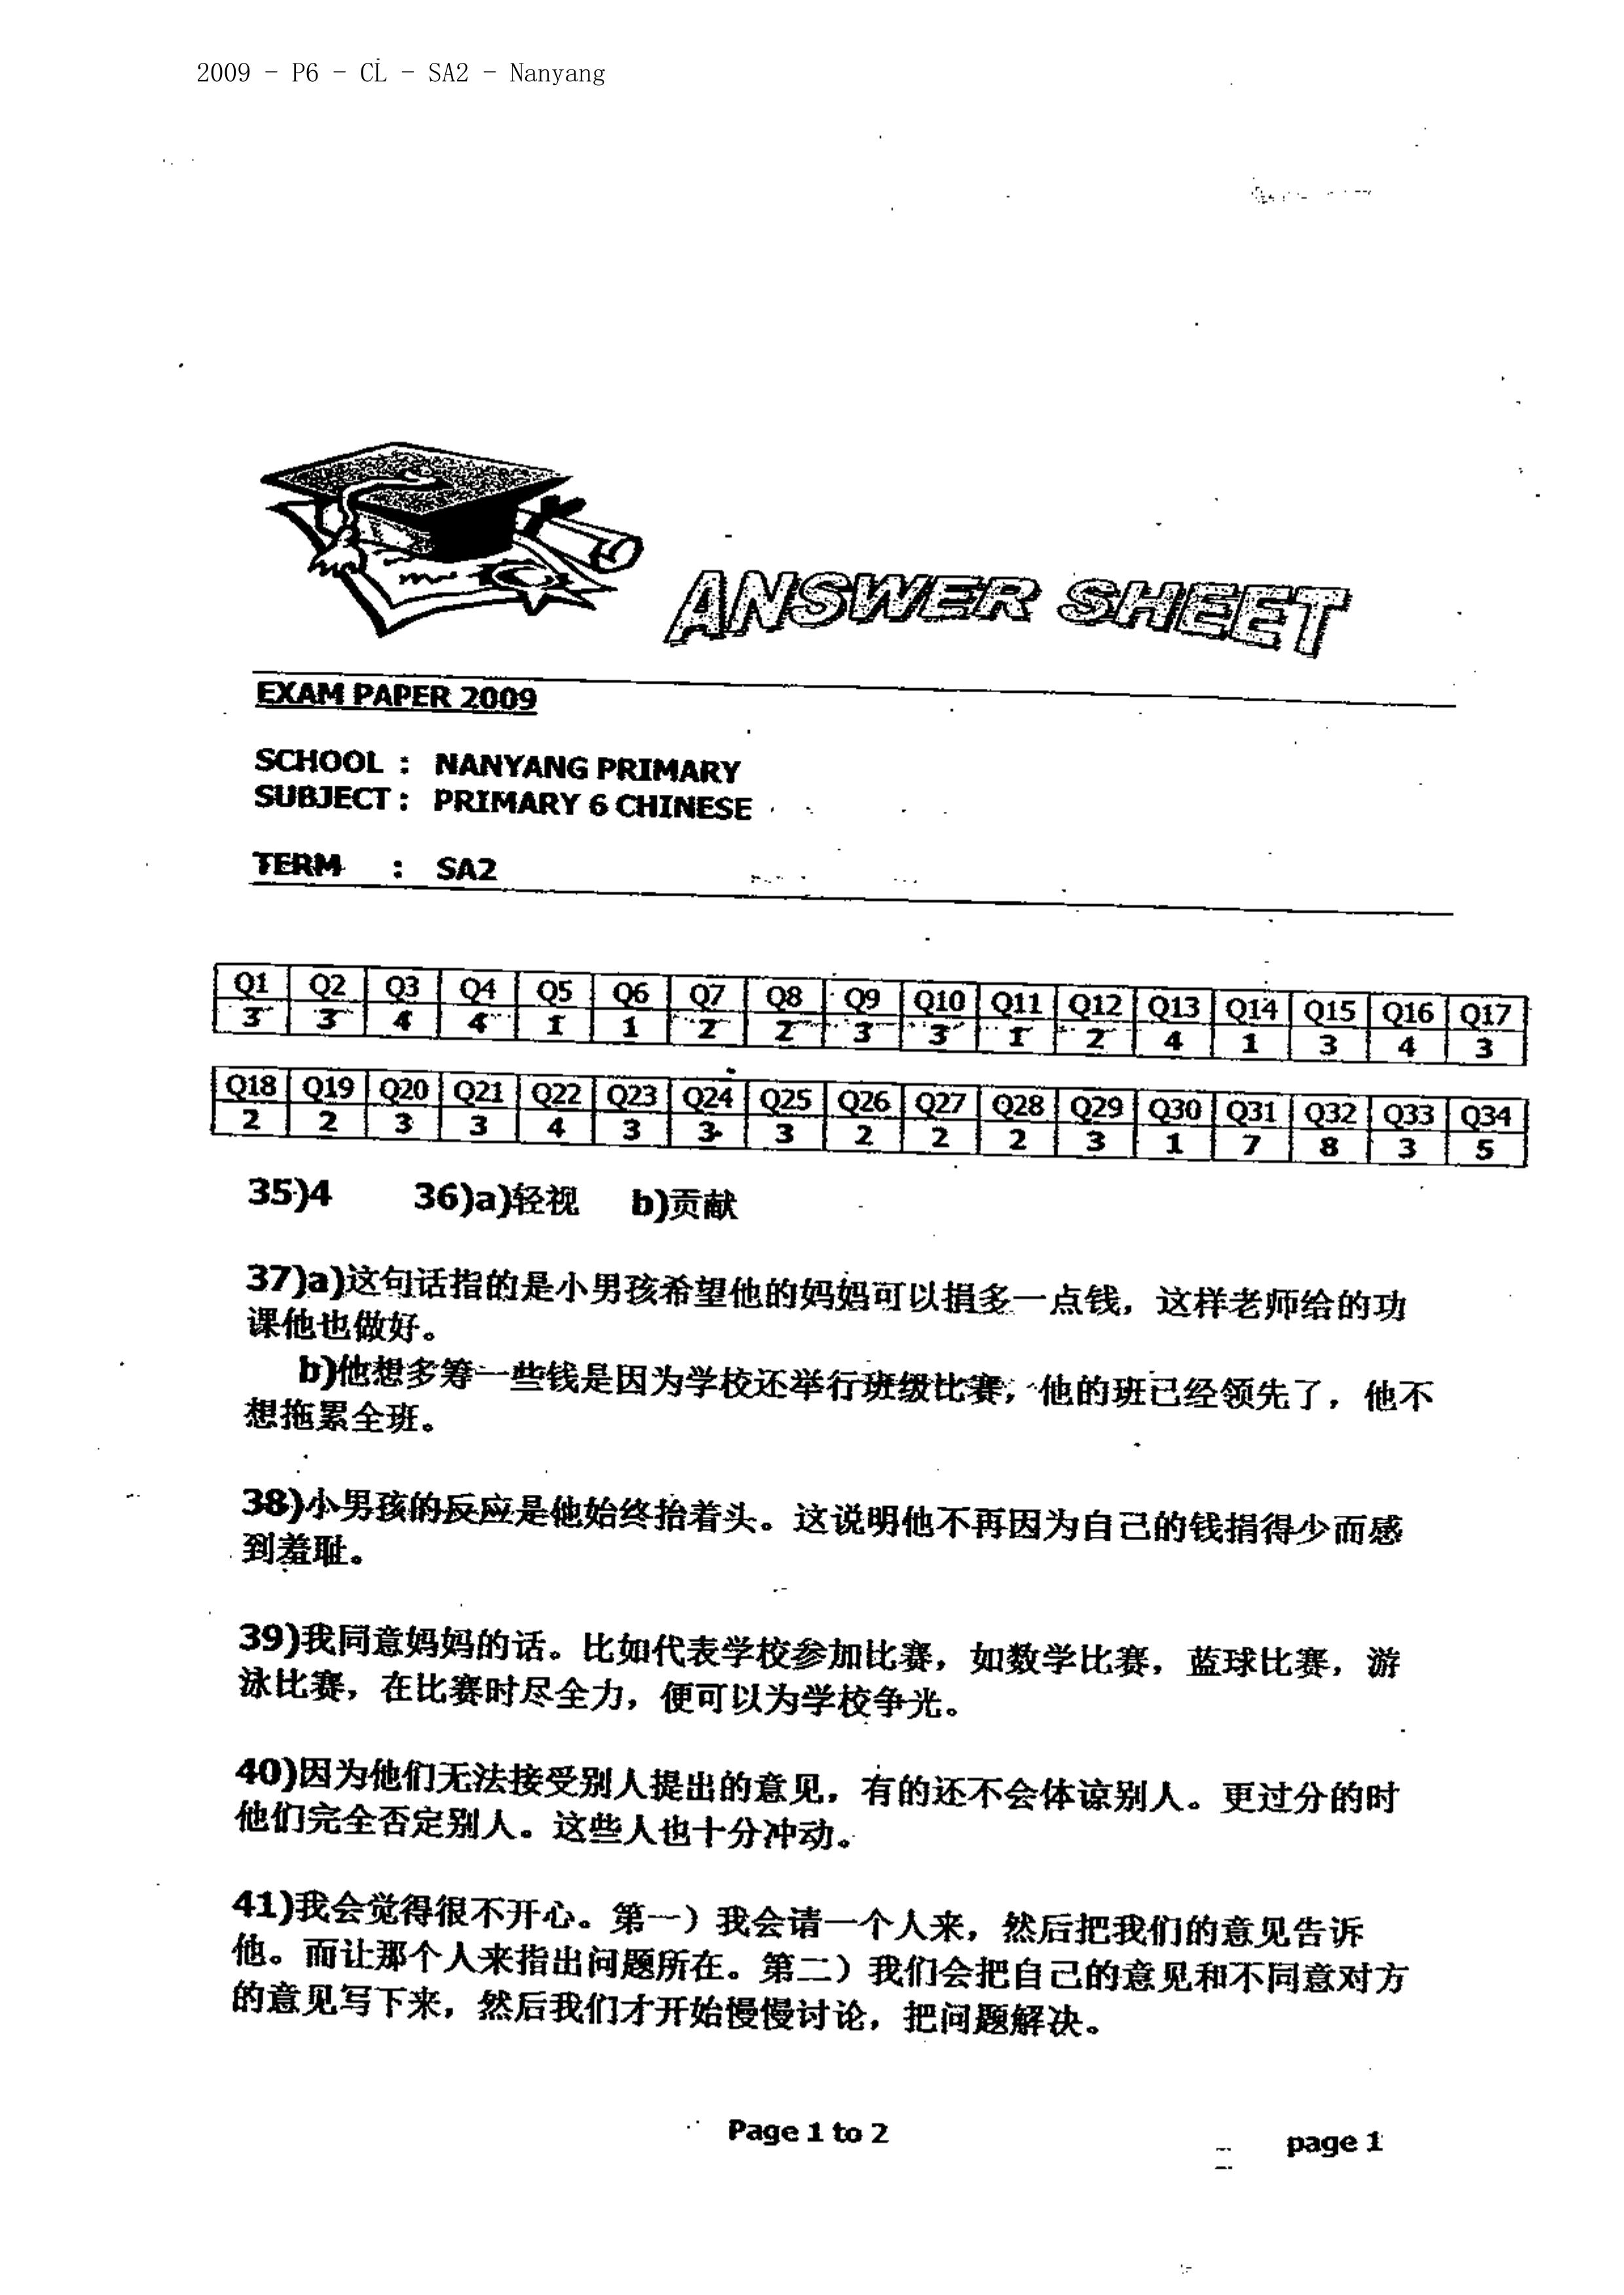 2009 - P6 - CL - SA2 - Nanyang
ANSWER SHEET
EXAM PAPER 2009
SCHOOL : NANYANG PRIMARY
SUBJECT : PRIMARY 6 CHINESE
TERM : SA2
Q1 Q2 Q3 Q4 Q5 Q6 Q7 Q8 Q9 Q10 Q11 Q12 Q13 Q14 Q15 Q16 Q17
3 3 4 4 1 1 2 2 3 3 1 2 4 1 3 4 3
Q18 Q19 Q20 Q21 Q22 Q23 Q24 Q25 Q26 Q27 Q28 Q29 Q30 Q31 Q32 Q33 Q34
2 2 3 3 4 3 3 3 2 2 2 3 1 7 8 3 5
35)4 36)a)轻视 b)贡献
37)a)这句话指的是小男孩希望他的妈妈可以捐多一点钱，这样老师给的功
课他也做好。
b)他想多筹一些钱是因为学校还举行班级比赛，他的班已经领先了，他不
想拖累全班。
38)小男孩的反应是他始终抬着头。这说明他不再因为自己的钱捐得少而感
到羞耻。
39)我同意妈妈的话。比如代表学校参加比赛，如数学比赛，蓝球比赛，游
泳比赛，在比赛时尽全力，便可以为学校争光。
40)因为他们无法接受别人提出的意见，有的还不会体谅别人。更过分的时
他们完全否定别人。这些人也十分冲动。
41)我会觉得很不开心。第一）我会请一个人来，然后把我们的意见告诉
他。而让那个人来指出问题所在。第二）我们会把自己的意见和不同意对方
的意见写下来，然后我们才开始慢慢讨论，把问题解决。
Page 1 to 2
page 1